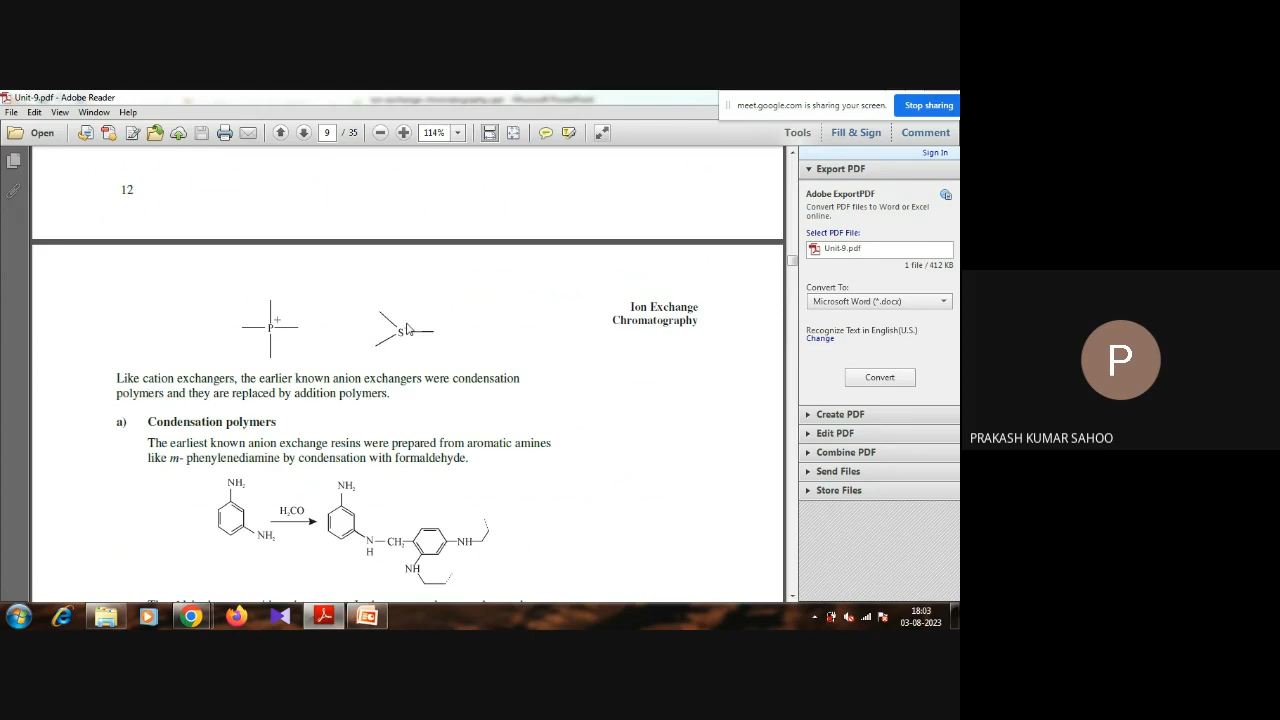 Unit-9.pdf - Adobe Reader
File Edit View Window Help
meet.google.com is sharing your screen. Stop sharing
Open 9 / 35 114% Tools Fill & Sign Comment
Sign In
12
Export PDF
Adobe ExportPDF
Convert PDF files to Word or Excel
online.
Select PDF File:
Unit-9.pdf
1 file / 412 KB
Convert To:
Microsoft Word (*.docx)
Recognize Text in English(U.S.)
Change
Convert
Create PDF
Edit PDF
Combine PDF
Send Files
Store Files
Ion Exchange
Chromatography
P +
S
Like cation exchangers, the earlier known anion exchangers were condensation
polymers and they are replaced by addition polymers.
a) Condensation polymers
The earliest known anion exchange resins were prepared from aromatic amines
like m- phenylenediamine by condensation with formaldehyde.
NH2 NH2
H2CO
NH2 N CH2 NH
H
NH
P
PRAKASH KUMAR SAHOO
18:03
03-08-2023